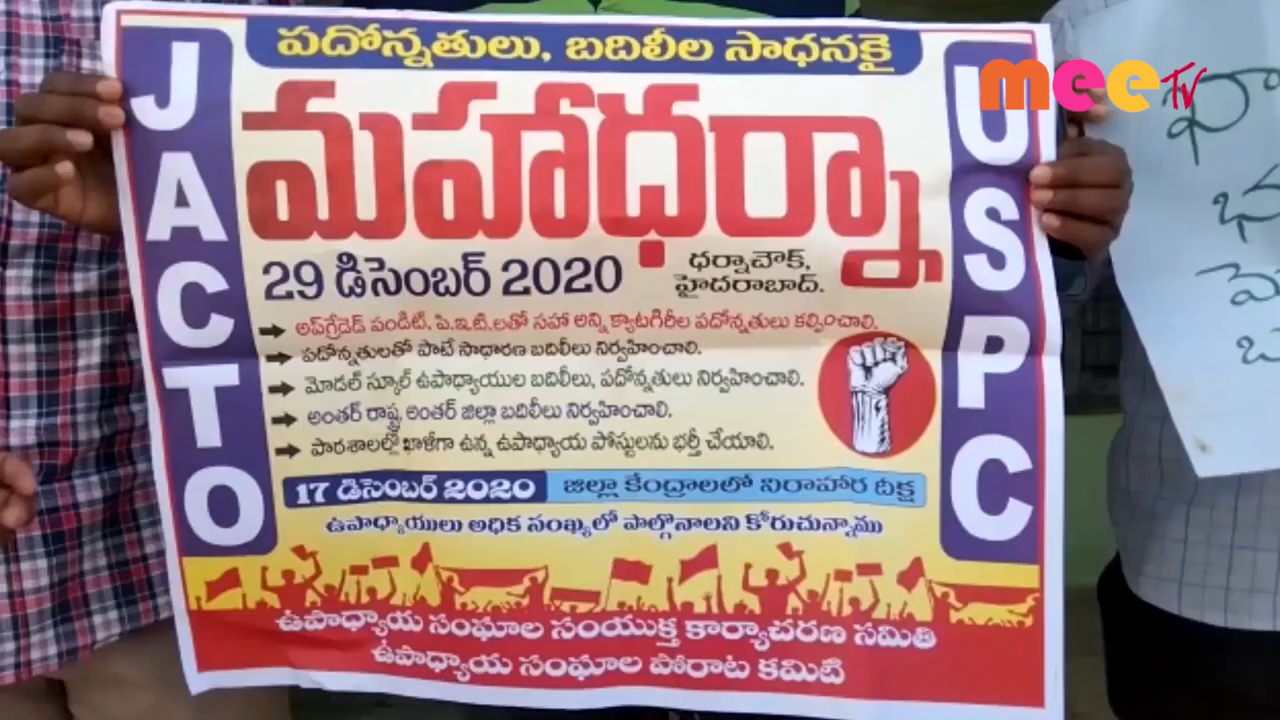 పదోన్నతులు, బదిలీల సాధనకై
JACTO
USPC
mee TV
మహాధర్నా
29 డిసెంబర్ 2020
ధర్నాచౌక్,
హైదరాబాద్.
అప్‌గ్రేడెడ్ పండిట్, పి.ఇ.టి.లతో సహా అన్ని క్యాటగిరీల పదోన్నతులు కల్పించాలి.
పదోన్నతులతో పాటే సాధారణ బదిలీలు నిర్వహించాలి.
మోడల్ స్కూల్ ఉపాధ్యాయుల బదిలీలు, పదోన్నతులు నిర్వహించాలి.
అంతర్ రాష్ట్ర, అంతర్ జిల్లా బదిలీలు నిర్వహించాలి.
పాఠశాలల్లో ఖాళీగా ఉన్న ఉపాధ్యాయ పోస్టులను భర్తీ చేయాలి.
17 డిసెంబర్ 2020 జిల్లా కేంద్రాలలో నిరాహార దీక్ష
ఉపాధ్యాయులు అధిక సంఖ్యలో పాల్గొనాలని కోరుచున్నాము
ఉపాధ్యాయ సంఘాల సంయుక్త కార్యాచరణ సమితి
ఉపాధ్యాయ సంఘాల పోరాట కమిటి